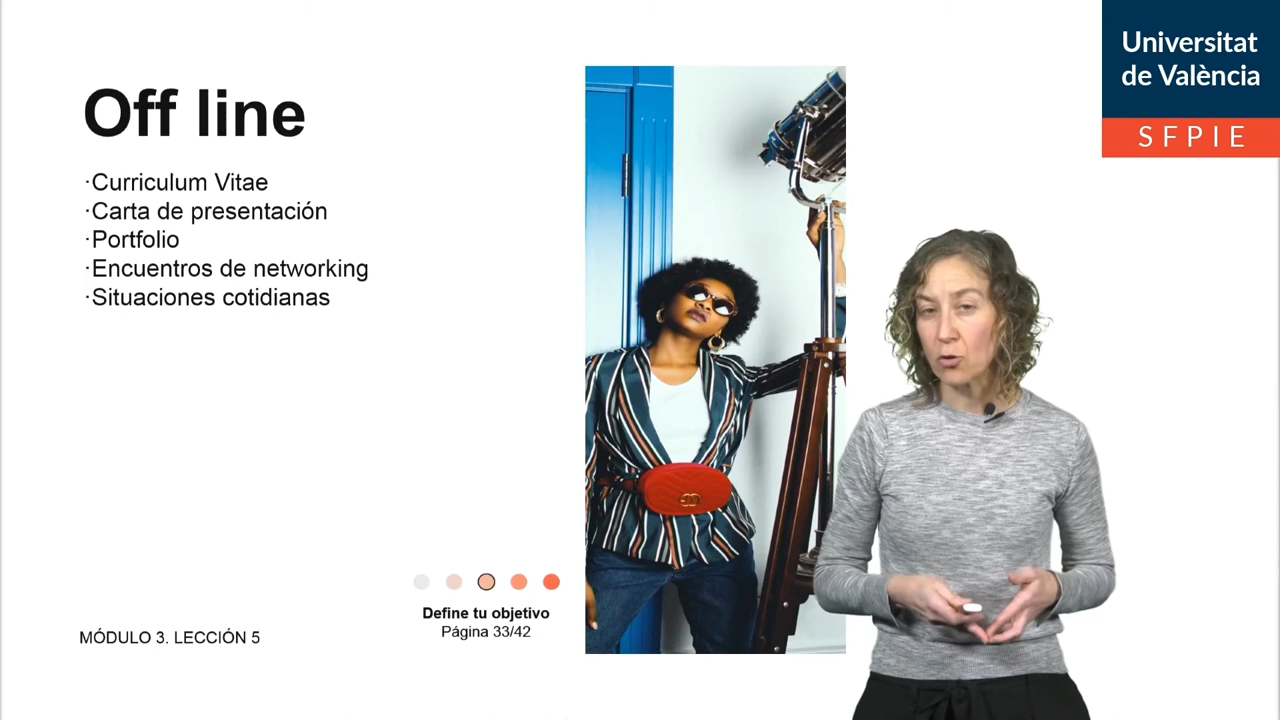 Off line
·Curriculum Vitae
·Carta de presentación
·Portfolio
·Encuentros de networking
·Situaciones cotidianas
Define tu objetivo
Página 33/42
MÓDULO 3. LECCIÓN 5
Universitat
de València
SFPIE